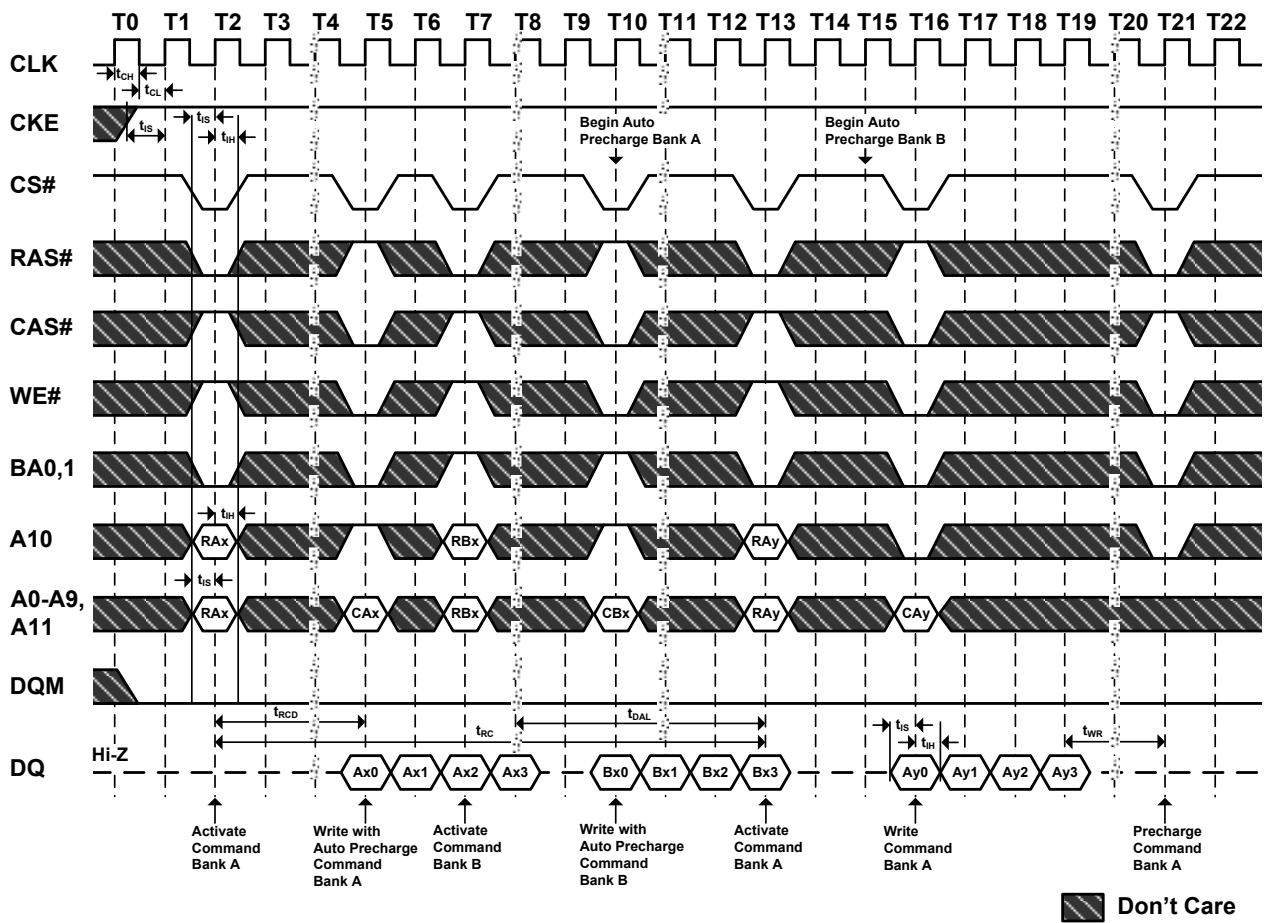 T0 T1 T2 T3 T4 T5 T6 T7 T8 T9 T10 T11 T12 T13 T14 T15 T16 T17 T18 T19 T20 T21 T22
CLK
tCH
tCL
CKE
tIS
tIS
tIH
Begin Auto
Precharge Bank A
Begin Auto
Precharge Bank B
CS#
RAS#
CAS#
WE#
BA0,1
tIH
A10
RAx RBx RAy
tIS
A0-A9,
A11
RAx CAx RBx CBx RAy CAy
DQM
tRCD
tDAL
tRC
tIS
tIH
tWR
Hi-Z
DQ
Ax0 Ax1 Ax2 Ax3 Bx0 Bx1 Bx2 Bx3 Ay0 Ay1 Ay2 Ay3
Activate
Command
Bank A
Write with
Auto Precharge
Command
Bank A
Activate
Command
Bank B
Write with
Auto Precharge
Command
Bank B
Activate
Command
Bank A
Write
Command
Bank A
Precharge
Command
Bank A
Don't Care